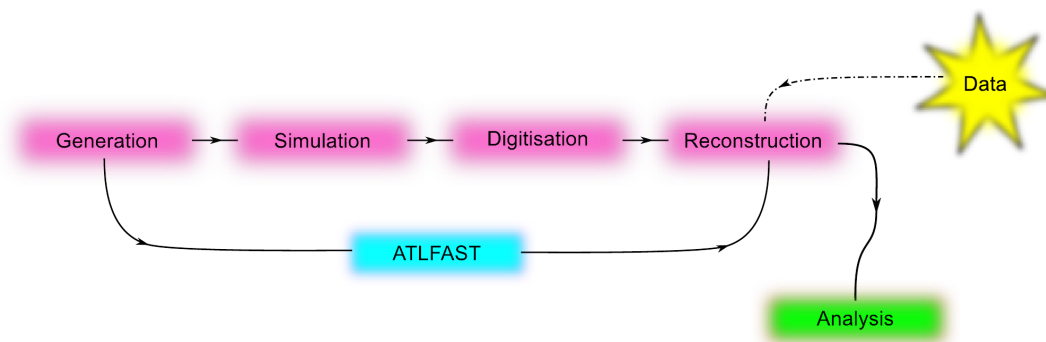 Data
Generation
Simulation
Digitisation
Reconstruction
ATLFAST
Analysis